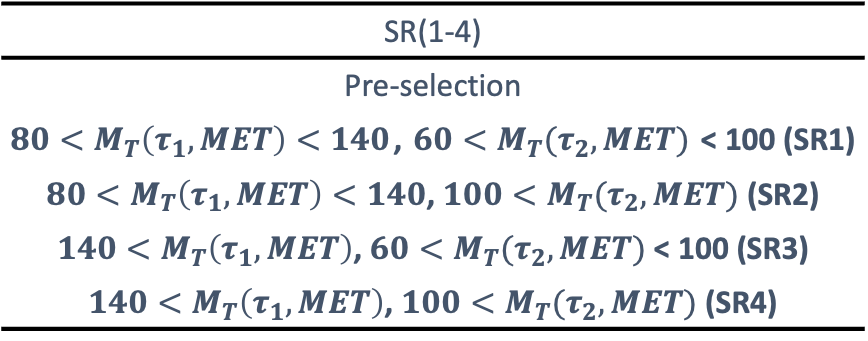 SR(1-4)
Pre-selection
80 < M_T(τ_1, MET) < 140, 60 < M_T(τ_2, MET) < 100 (SR1)
80 < M_T(τ_1, MET) < 140, 100 < M_T(τ_2, MET) (SR2)
140 < M_T(τ_1, MET), 60 < M_T(τ_2, MET) < 100 (SR3)
140 < M_T(τ_1, MET), 100 < M_T(τ_2, MET) (SR4)